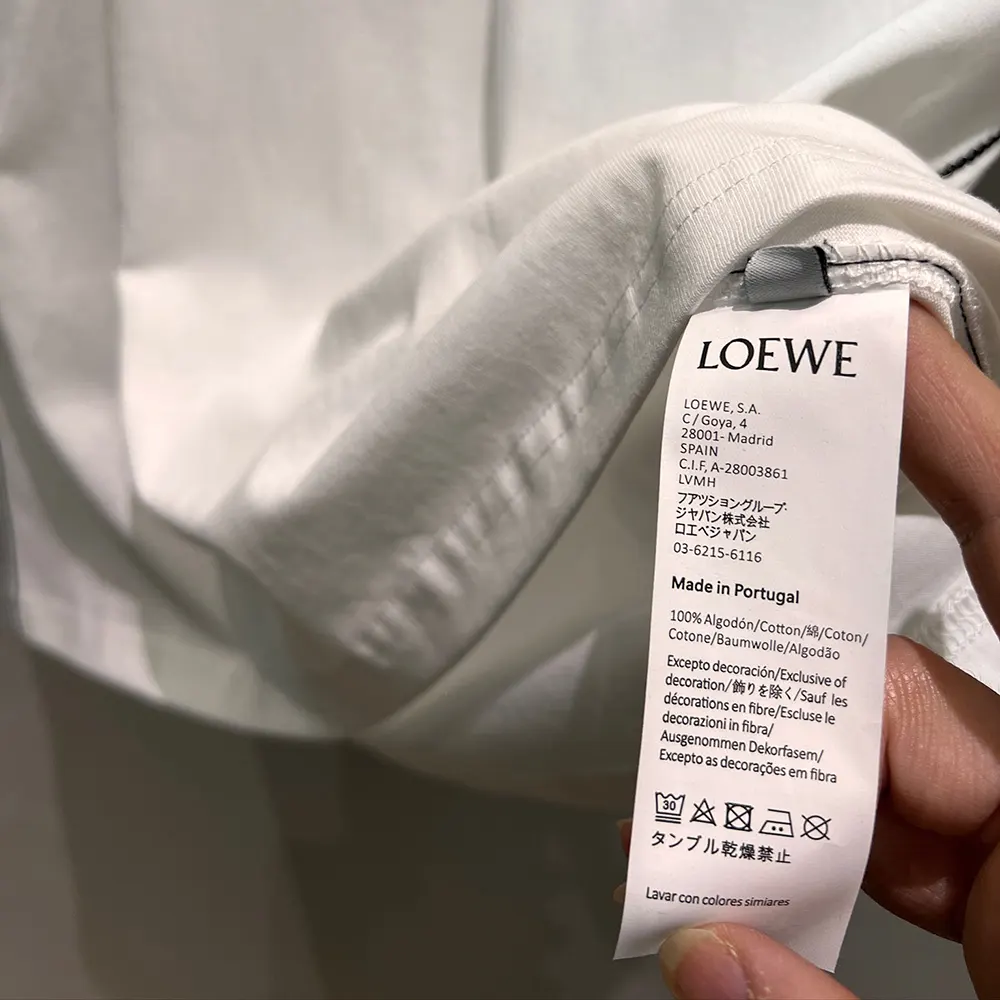 LOEWE
LOEWE, S.A.
C / Goya, 4
28001- Madrid
SPAIN
C.I.F, A-28003861
LVMH
フアツショングループ·
ジャパン株式会社
ロエベジャパン
03-6215-6116
Made in Portugal
100% Algodón/Cotton/綿/Coton/
Cotone/Baumwolle/Algodão
Excepto decoración/Exclusive of
decoration/飾りを除く/Sauf les
décorations en fibre/Escluse le
decorazioni in fibra/
Ausgenommen Dekorfasem/
Excepto as decorações em fibra
30
タンブル乾燥禁止
Lavar con colores simiares